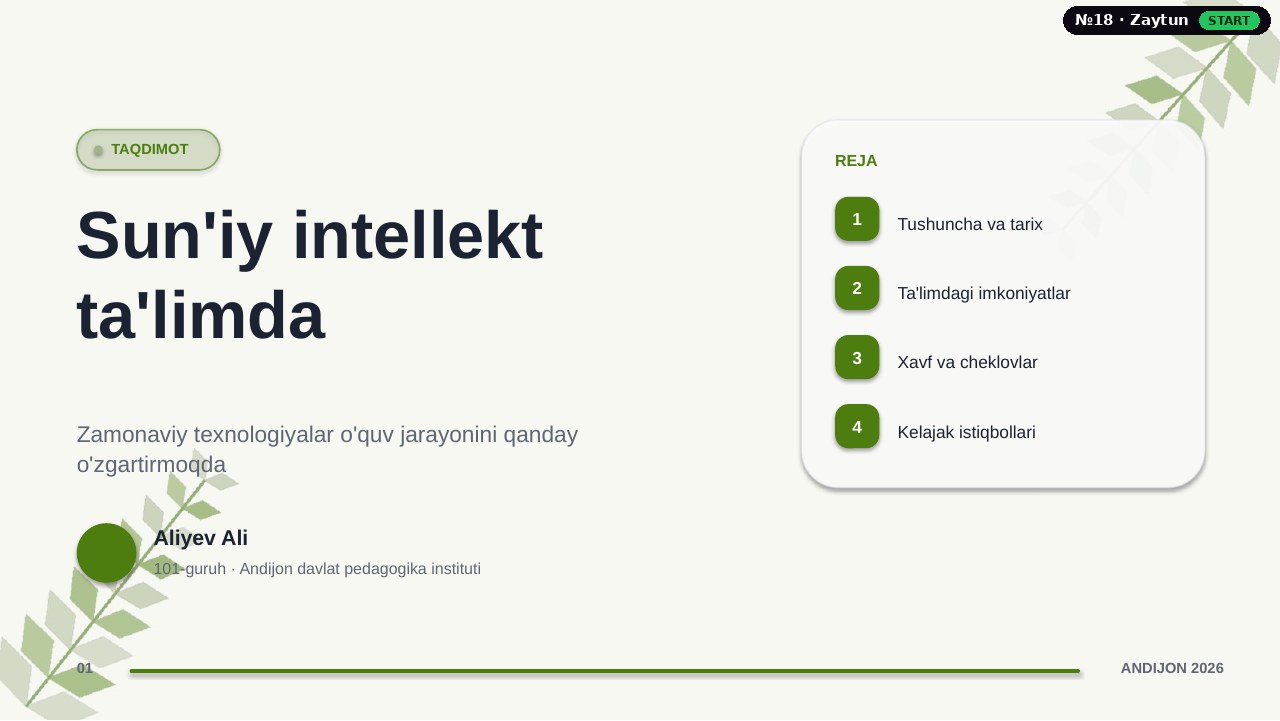 №18 · Zaytun START
TAQDIMOT
Sun'iy intellekt
ta'limda
Zamonaviy texnologiyalar o'quv jarayonini qanday
o'zgartirmoqda
Aliyev Ali
101-guruh · Andijon davlat pedagogika instituti
REJA
1 Tushuncha va tarix
2 Ta'limdagi imkoniyatlar
3 Xavf va cheklovlar
4 Kelajak istiqbollari
01
ANDIJON 2026